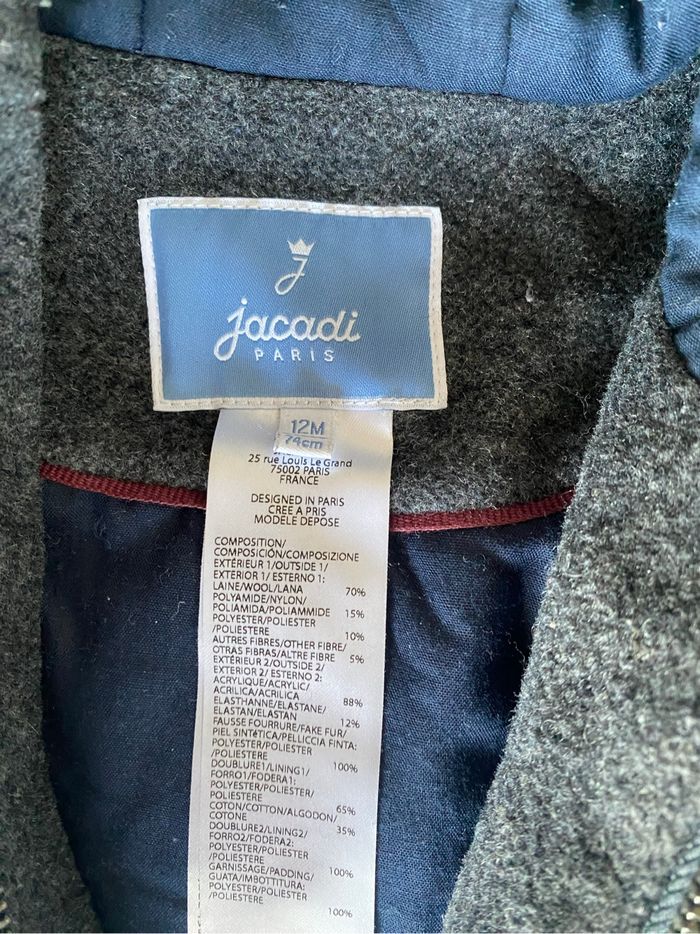 J
jacadi
PARIS
12M
74cm
25 rue Louis Le Grand
75002 PARIS
FRANCE
DESIGNED IN PARIS
CREE A PRIS
MODELE DEPOSE
COMPOSITION/
COMPOSICIÓN/COMPOSIZIONE
EXTÉRIEUR 1/OUTSIDE 1/
EXTERIOR 1/ ESTERNO 1:
LAINE/WOOL/LANA 70%
POLYAMIDE/NYLON/
POLIAMIDA/POLIAMMIDE 15%
POLYESTER/POLIESTER
/POLIESTERE 10%
AUTRES FIBRES/OTHER FIBRE/
OTRAS FIBRAS/ALTRE FIBRE 5%
EXTÉRIEUR 2/OUTSIDE 2/
EXTERIOR 2/ ESTERNO 2:
ACRYLIQUE/ACRYLIC/
ACRILICA/ACRILICA 88%
ELASTHANNE/ELASTANE/
ELASTAN/ELASTAN 12%
FAUSSE FOURRURE/FAKE FUR/
PIEL SINTéTICA/PELLICCIA FINTA:
POLYESTER/POLIESTER
/POLIESTERE 100%
DOUBLURE1/LINING1/
FORRO1/FODERA1:
POLYESTER/POLIESTER/
POLIESTERE 65%
COTON/COTTON/ALGODON/
COTONE 35%
DOUBLURE2/LINING2/
FORRO2/FODERA2:
POLYESTER/POLIESTER
/POLIESTERE 100%
GARNISSAGE/PADDING/
GUATA/IMBOTTITURA:
POLYESTER/POLIESTER
/POLIESTERE 100%